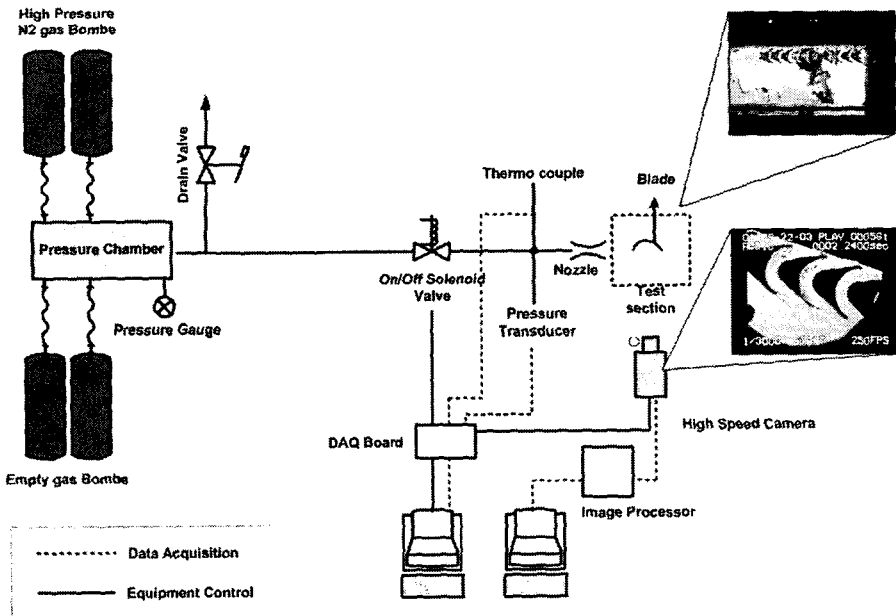 High Pressure
N2 gas Bombe
Drain Valve
Thermo couple
Blade
Pressure Chamber
On/Off Solenoid
Valve
Nozzle
Test
section
Pressure Gauge
Pressure
Transducer
PLAY
250FPS
High Speed Camera
DAQ Board
Empty gas Bombes
Image Processor
Data Acquisition
Equipment Control